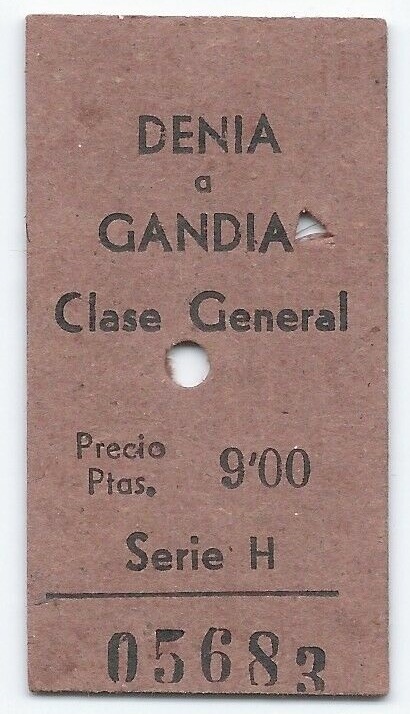 DENIA
a
GANDIA
Clase General
Precio
Ptas. 9'00
Serie H
05683